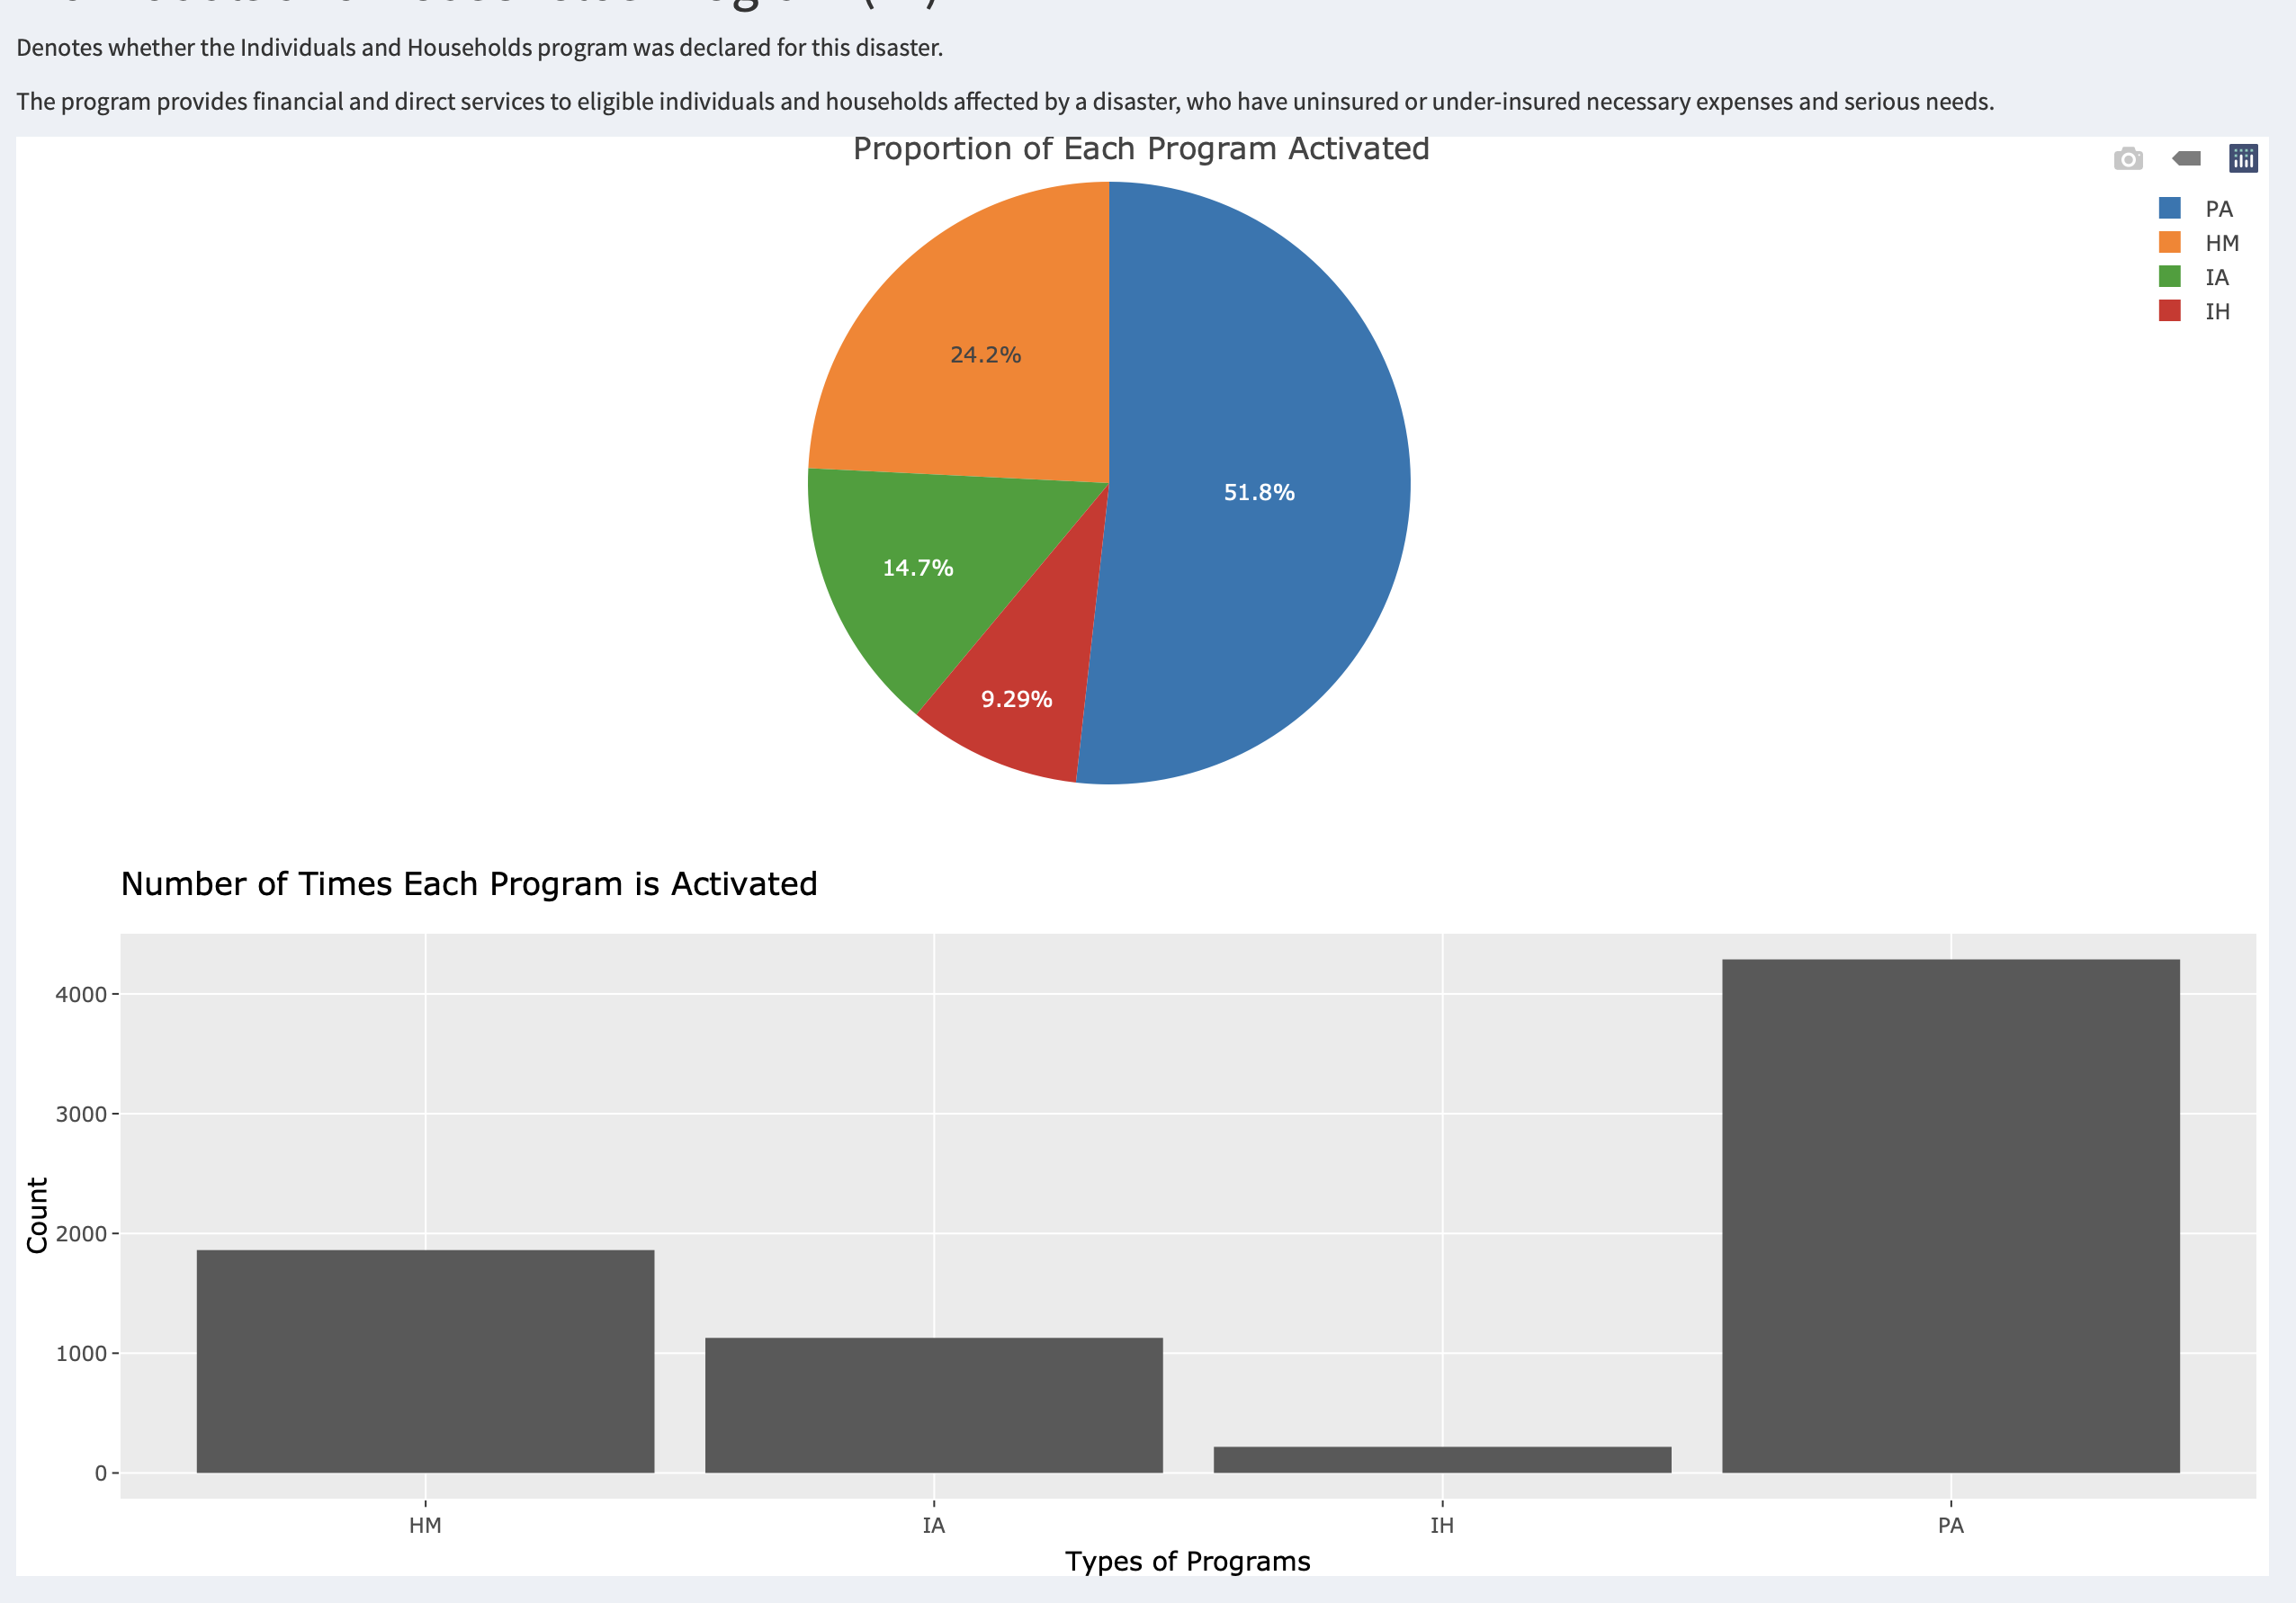 Denotes whether the Individuals and Households program was declared for this disaster.
The program provides financial and direct services to eligible individuals and households affected by a disaster, who have uninsured or under-insured necessary expenses and serious needs.
Proportion of Each Program Activated
PA
HM
IA
IH
24.2%
51.8%
14.7%
9.29%
Number of Times Each Program is Activated
4000
3000
2000
1000
0
Count
HM
IA
IH
PA
Types of Programs